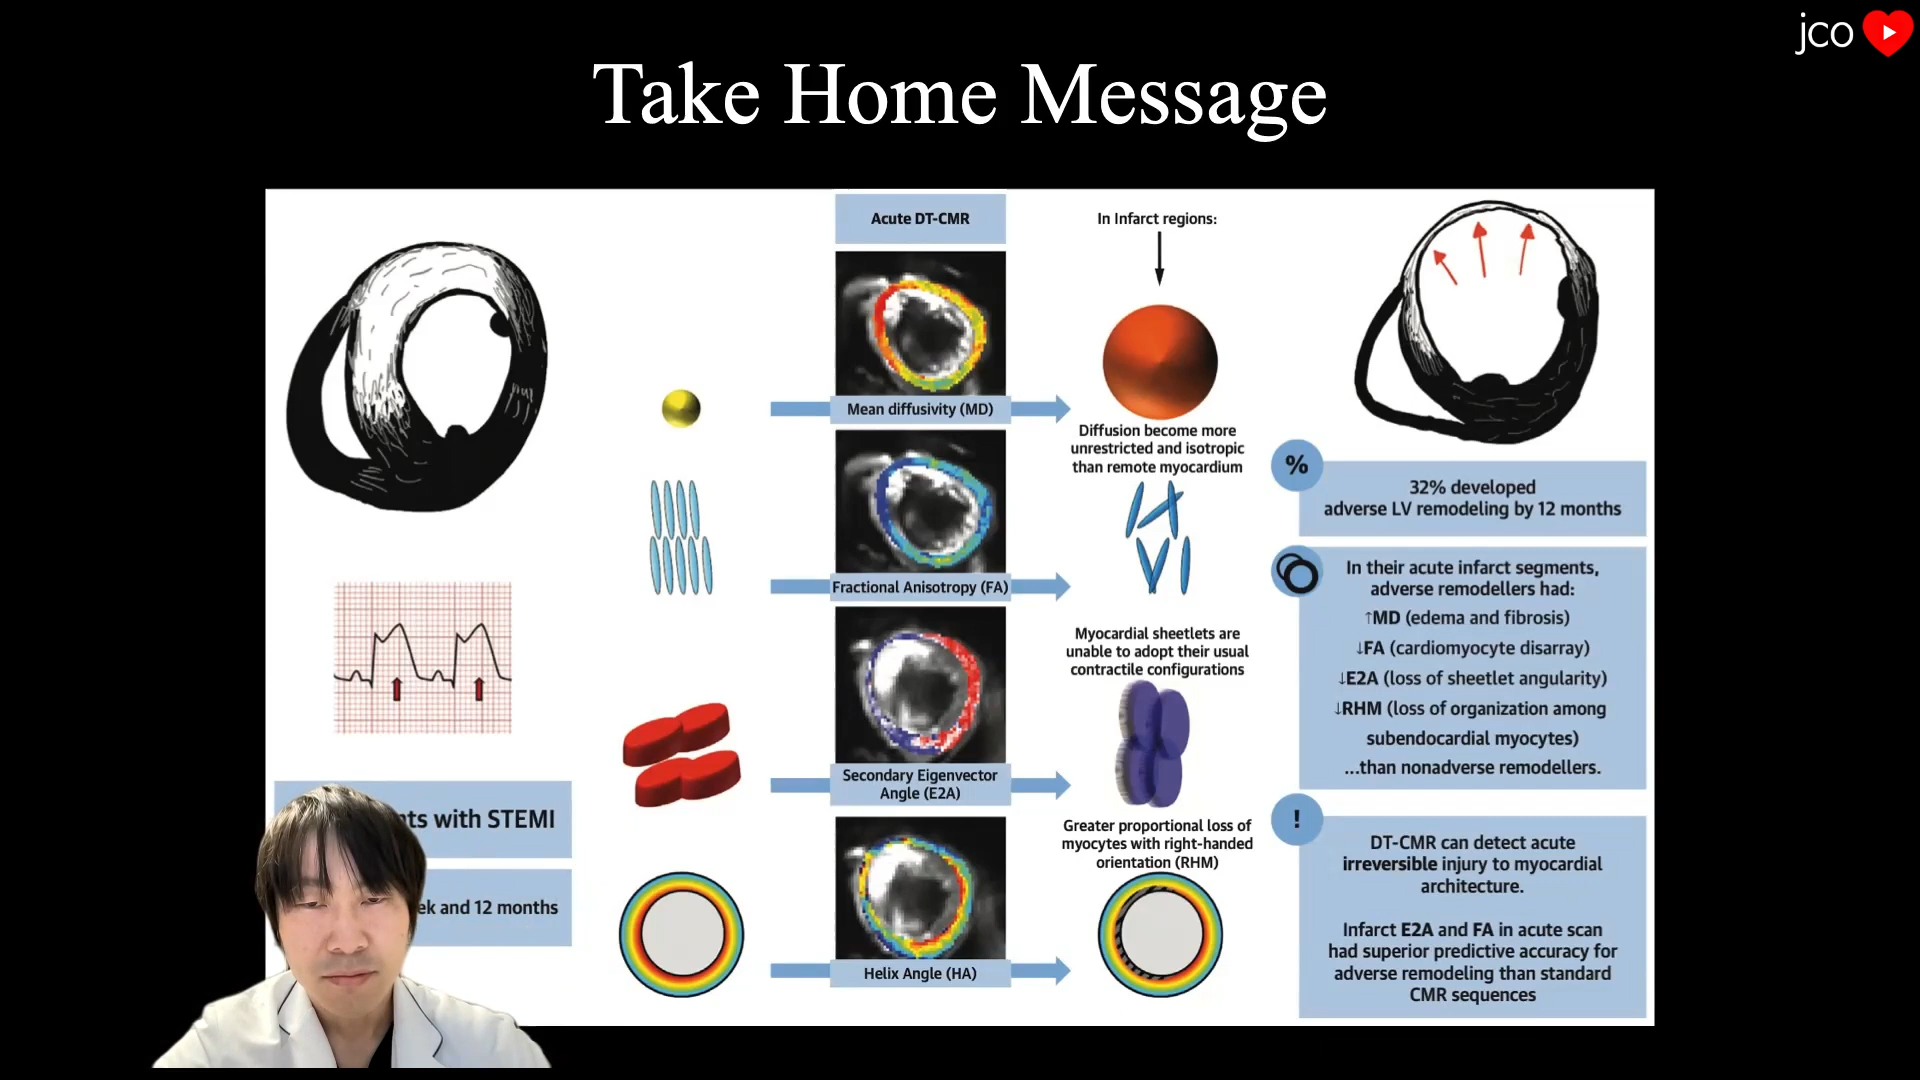 jco
Take Home Message
Acute DT-CMR
In Infarct regions:
Mean diffusivity (MD)
Diffusion become more
unrestricted and isotropic
than remote myocardium
Fractional Anisotropy (FA)
Myocardial sheetlets are
unable to adopt their usual
contractile configurations
Secondary Eigenvector
Angle (E2A)
Greater proportional loss of
myocytes with right-handed
orientation (RHM)
Helix Angle (HA)
with STEMI
and 12 months
%
32% developed
adverse LV remodeling by 12 months
In their acute infarct segments,
adverse remodellers had:
↑MD (edema and fibrosis)
↓FA (cardiomyocyte disarray)
↓E2A (loss of sheetlet angularity)
↓RHM (loss of organization among
subendocardial myocytes)
...than nonadverse remodellers.
!
DT-CMR can detect acute
irreversible injury to myocardial
architecture.
Infarct E2A and FA in acute scan
had superior predictive accuracy for
adverse remodeling than standard
CMR sequences